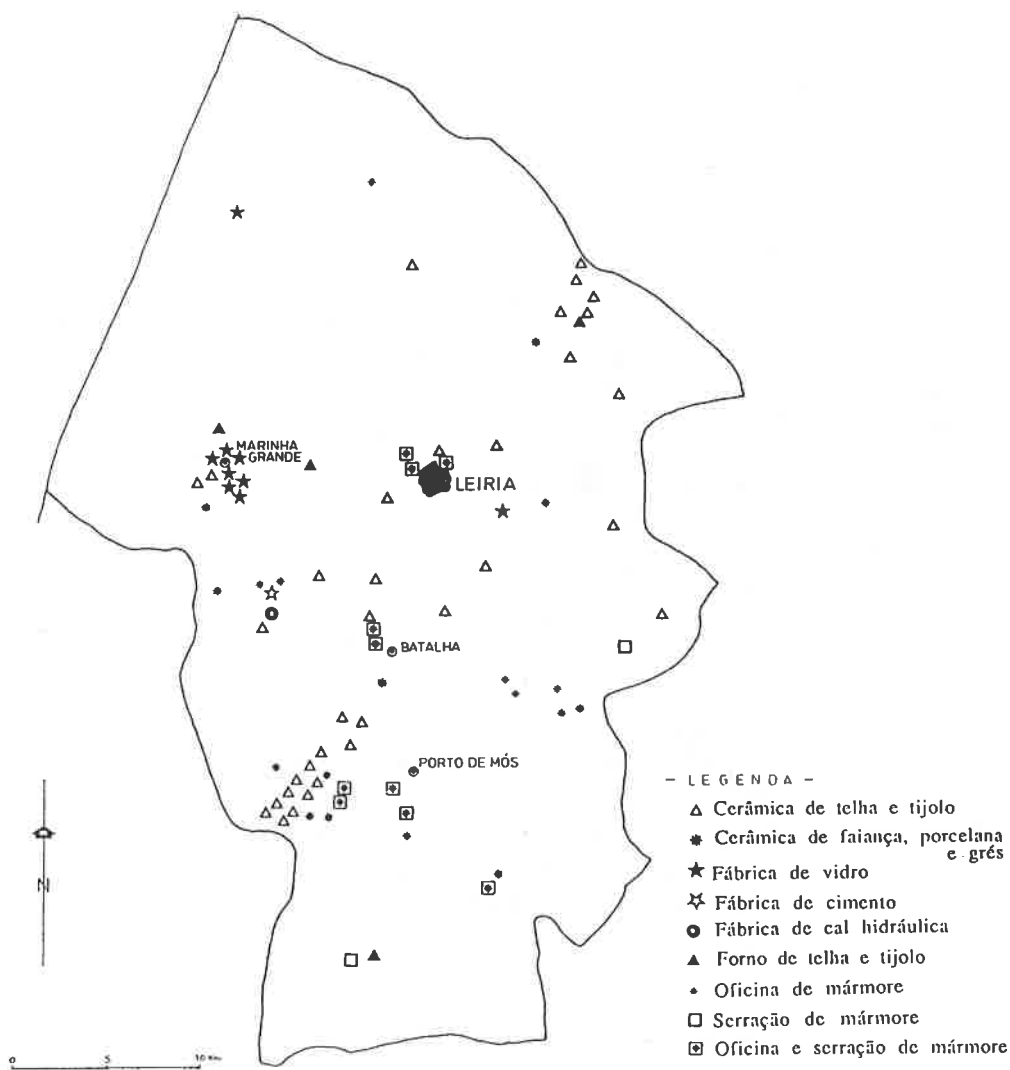 MARINHA
GRANDE
LEIRIA
BATALHA
PORTO DE MÓS
- LEGENDA -
Cerâmica de telha e tijolo
Cerâmica de faiança, porcelana
e grés
Fábrica de vidro
Fábrica de cimento
Fábrica de cal hidráulica
Forno de telha e tijolo
Oficina de mármore
Serração de mármore
Oficina e serração de mármore
N
0 5 10 Km